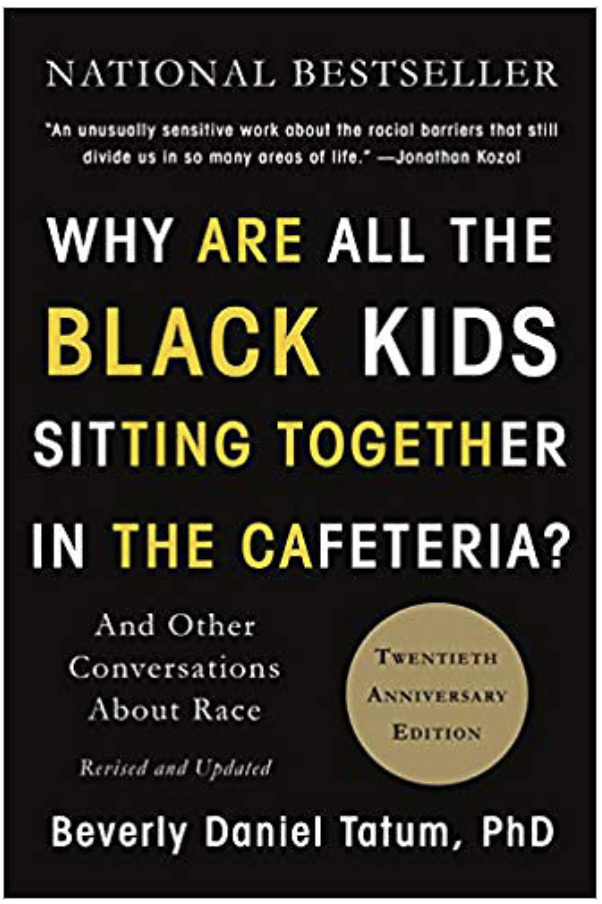 NATIONAL BESTSELLER
"An unusually sensitive work about the racial barriers that still
divide us in so many areas of life." —Jonathan Kozol
WHY ARE ALL THE
BLACK KIDS
SITTING TOGETHER
IN THE CAFETERIA?
And Other
Conversations
About Race
Revised and Updated
TWENTIETH
ANNIVERSARY
EDITION
Beverly Daniel Tatum, PhD